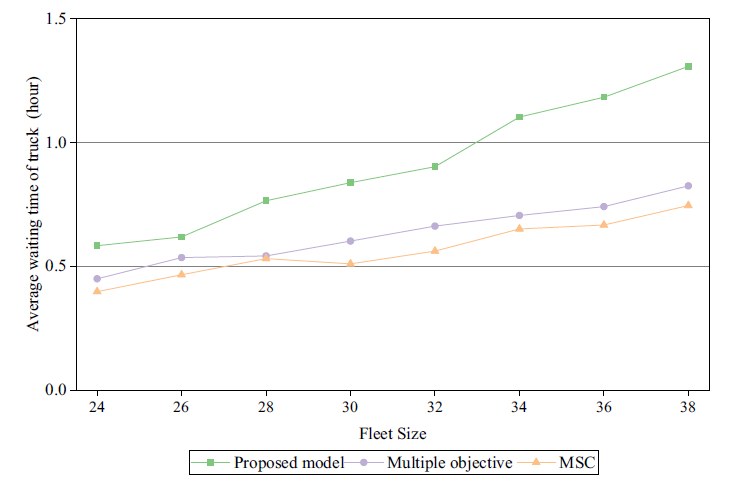 1.5
1.0
0.5
0.0
Average waiting time of truck (hour)
24 26 28 30 32 34 36 38
Fleet Size
Proposed model Multiple objective MSC